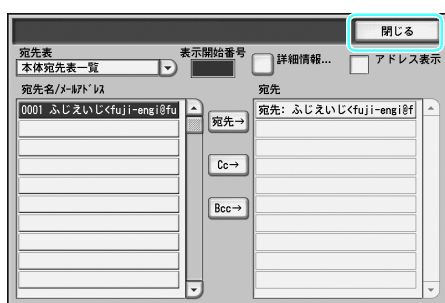 閉じる
宛先表
表示開始番号
詳細情報...
アドレス表示
本体宛先表一覧
宛先名/メールアドレス
宛先
0001 ふじえいじ<fuji-engi@fu
宛先: ふじえいじ<fuji-engi@f
宛先→
Cc→
Bcc→